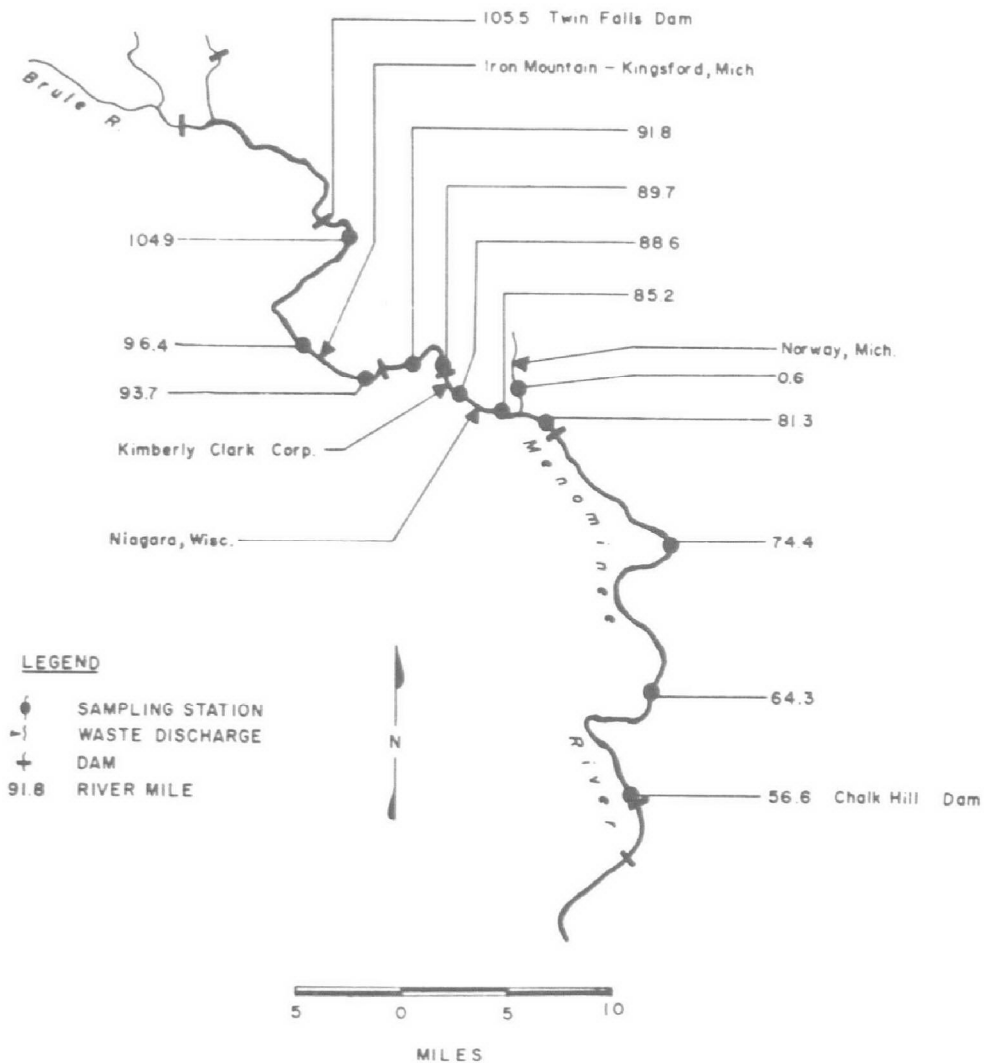 105.5 Twin Falls Dam
Iron Mountain - Kingsford, Mich
Brule R.
91.8
89.7
104.9
88.6
85.2
96.4
Norway, Mich.
0.6
93.7
81.3
Kimberly Clark Corp.
Niagara, Wisc.
74.4
Menominee River
64.3
56.6 Chalk Hill Dam
LEGEND
SAMPLING STATION
WASTE DISCHARGE
DAM
91.8 RIVER MILE
N
5 0 5 10
MILES